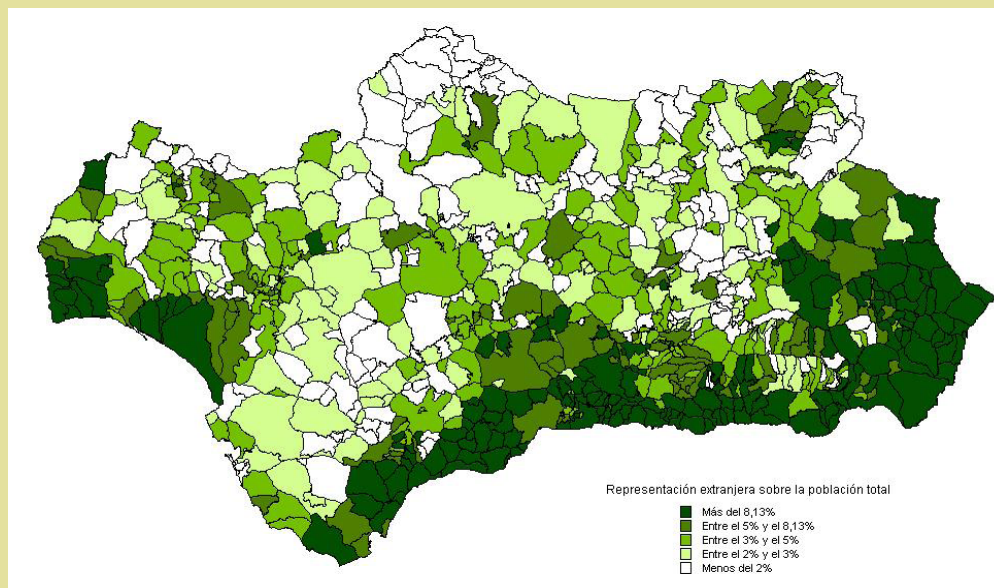 Representación extranjera sobre la población total
Más del 8,13%
Entre el 5% y el 8,13%
Entre el 3% y el 5%
Entre el 2% y el 3%
Menos del 2%